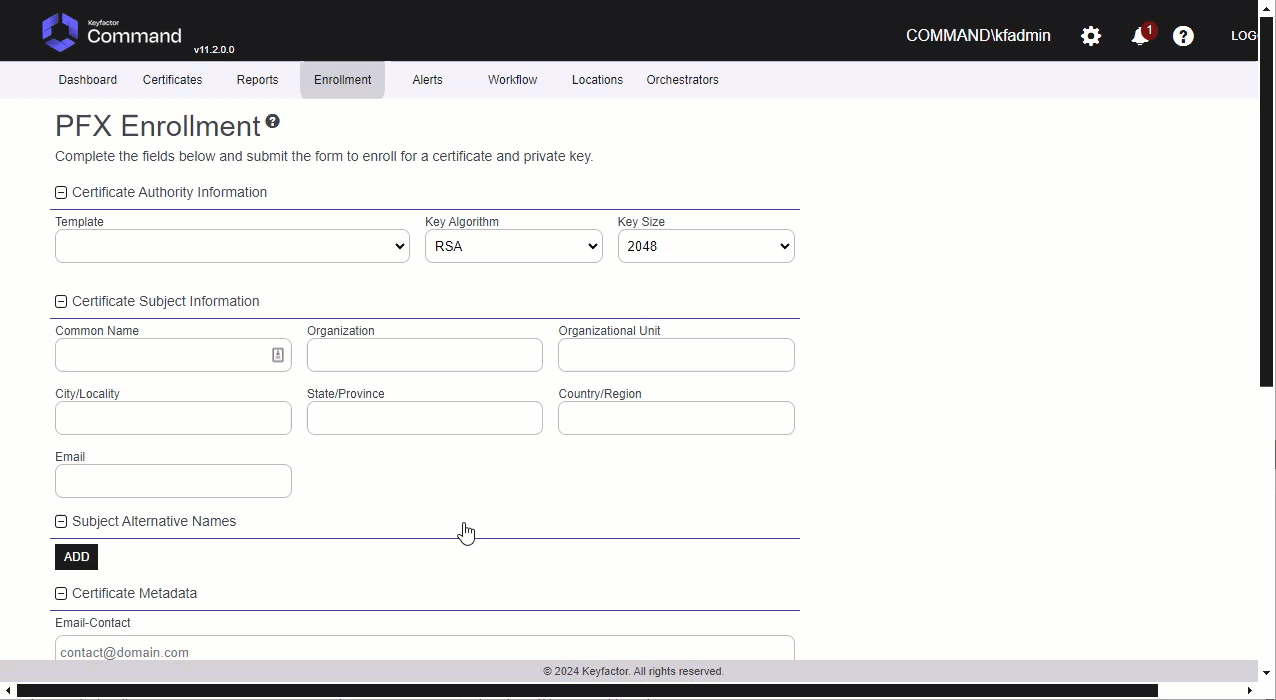 Keyfactor
Command
v11.2.0.0
COMMAND\kfadmin
1
?
LOG
Dashboard Certificates Reports Enrollment Alerts Workflow Locations Orchestrators
PFX Enrollment ?
Complete the fields below and submit the form to enroll for a certificate and private key.
Certificate Authority Information
Template Key Algorithm Key Size
RSA 2048
Certificate Subject Information
Common Name Organization Organizational Unit
City/Locality State/Province Country/Region
Email
Subject Alternative Names
ADD
Certificate Metadata
Email-Contact
contact@domain.com
© 2024 Keyfactor. All rights reserved.